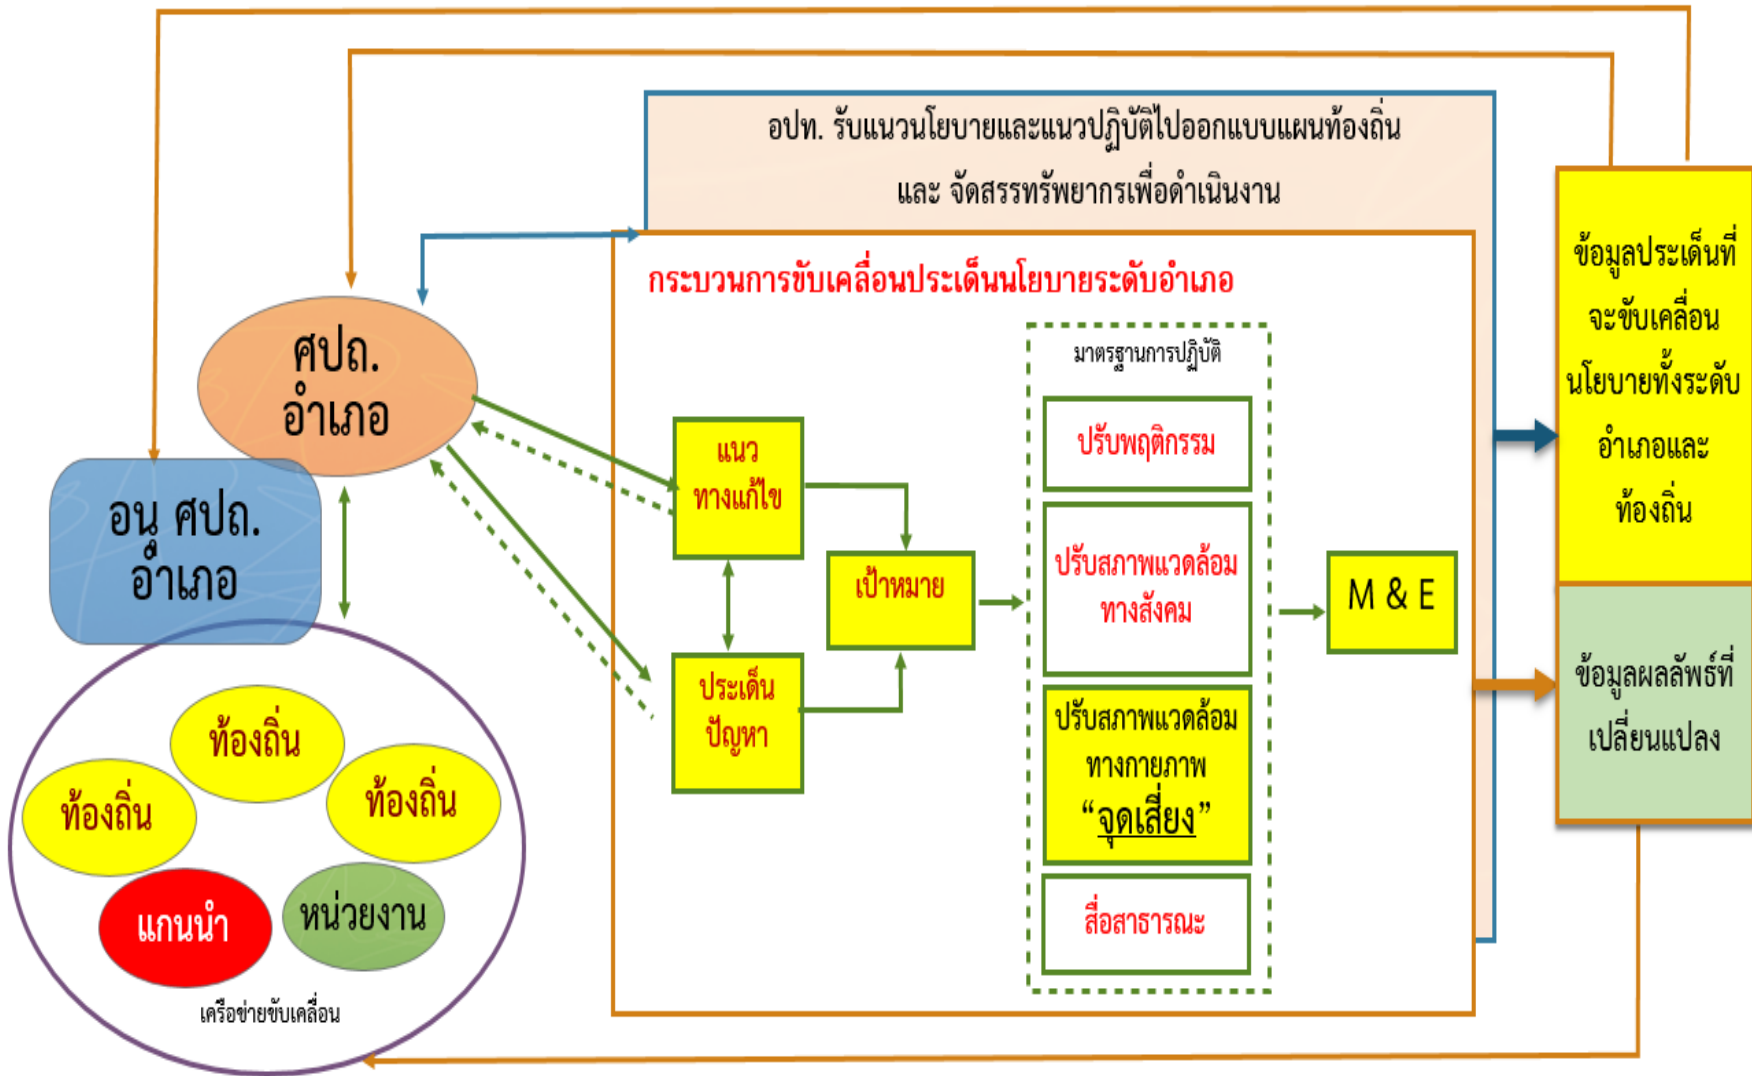 อปท. รับแนวนโยบายและแนวปฏิบัติไปออกแบบแผนท้องถิ่น
และ จัดสรรทรัพยากรเพื่อดำเนินงาน
กระบวนการขับเคลื่อนประเด็นนโยบายระดับอำเภอ
ศปถ.
อำเภอ
อนุ ศปถ.
อำเภอ
ท้องถิ่น
ท้องถิ่น
ท้องถิ่น
แกนนำ
หน่วยงาน
เครือข่ายขับเคลื่อน
แนว
ทางแก้ไข
ประเด็น
ปัญหา
เป้าหมาย
มาตรฐานการปฏิบัติ
ปรับพฤติกรรม
ปรับสภาพแวดล้อม
ทางสังคม
ปรับสภาพแวดล้อม
ทางกายภาพ
“จุดเสี่ยง”
สื่อสาธารณะ
M & E
ข้อมูลประเด็นที่
จะขับเคลื่อน
นโยบายทั้งระดับ
อำเภอและ
ท้องถิ่น
ข้อมูลผลลัพธ์ที่
เปลี่ยนแปลง